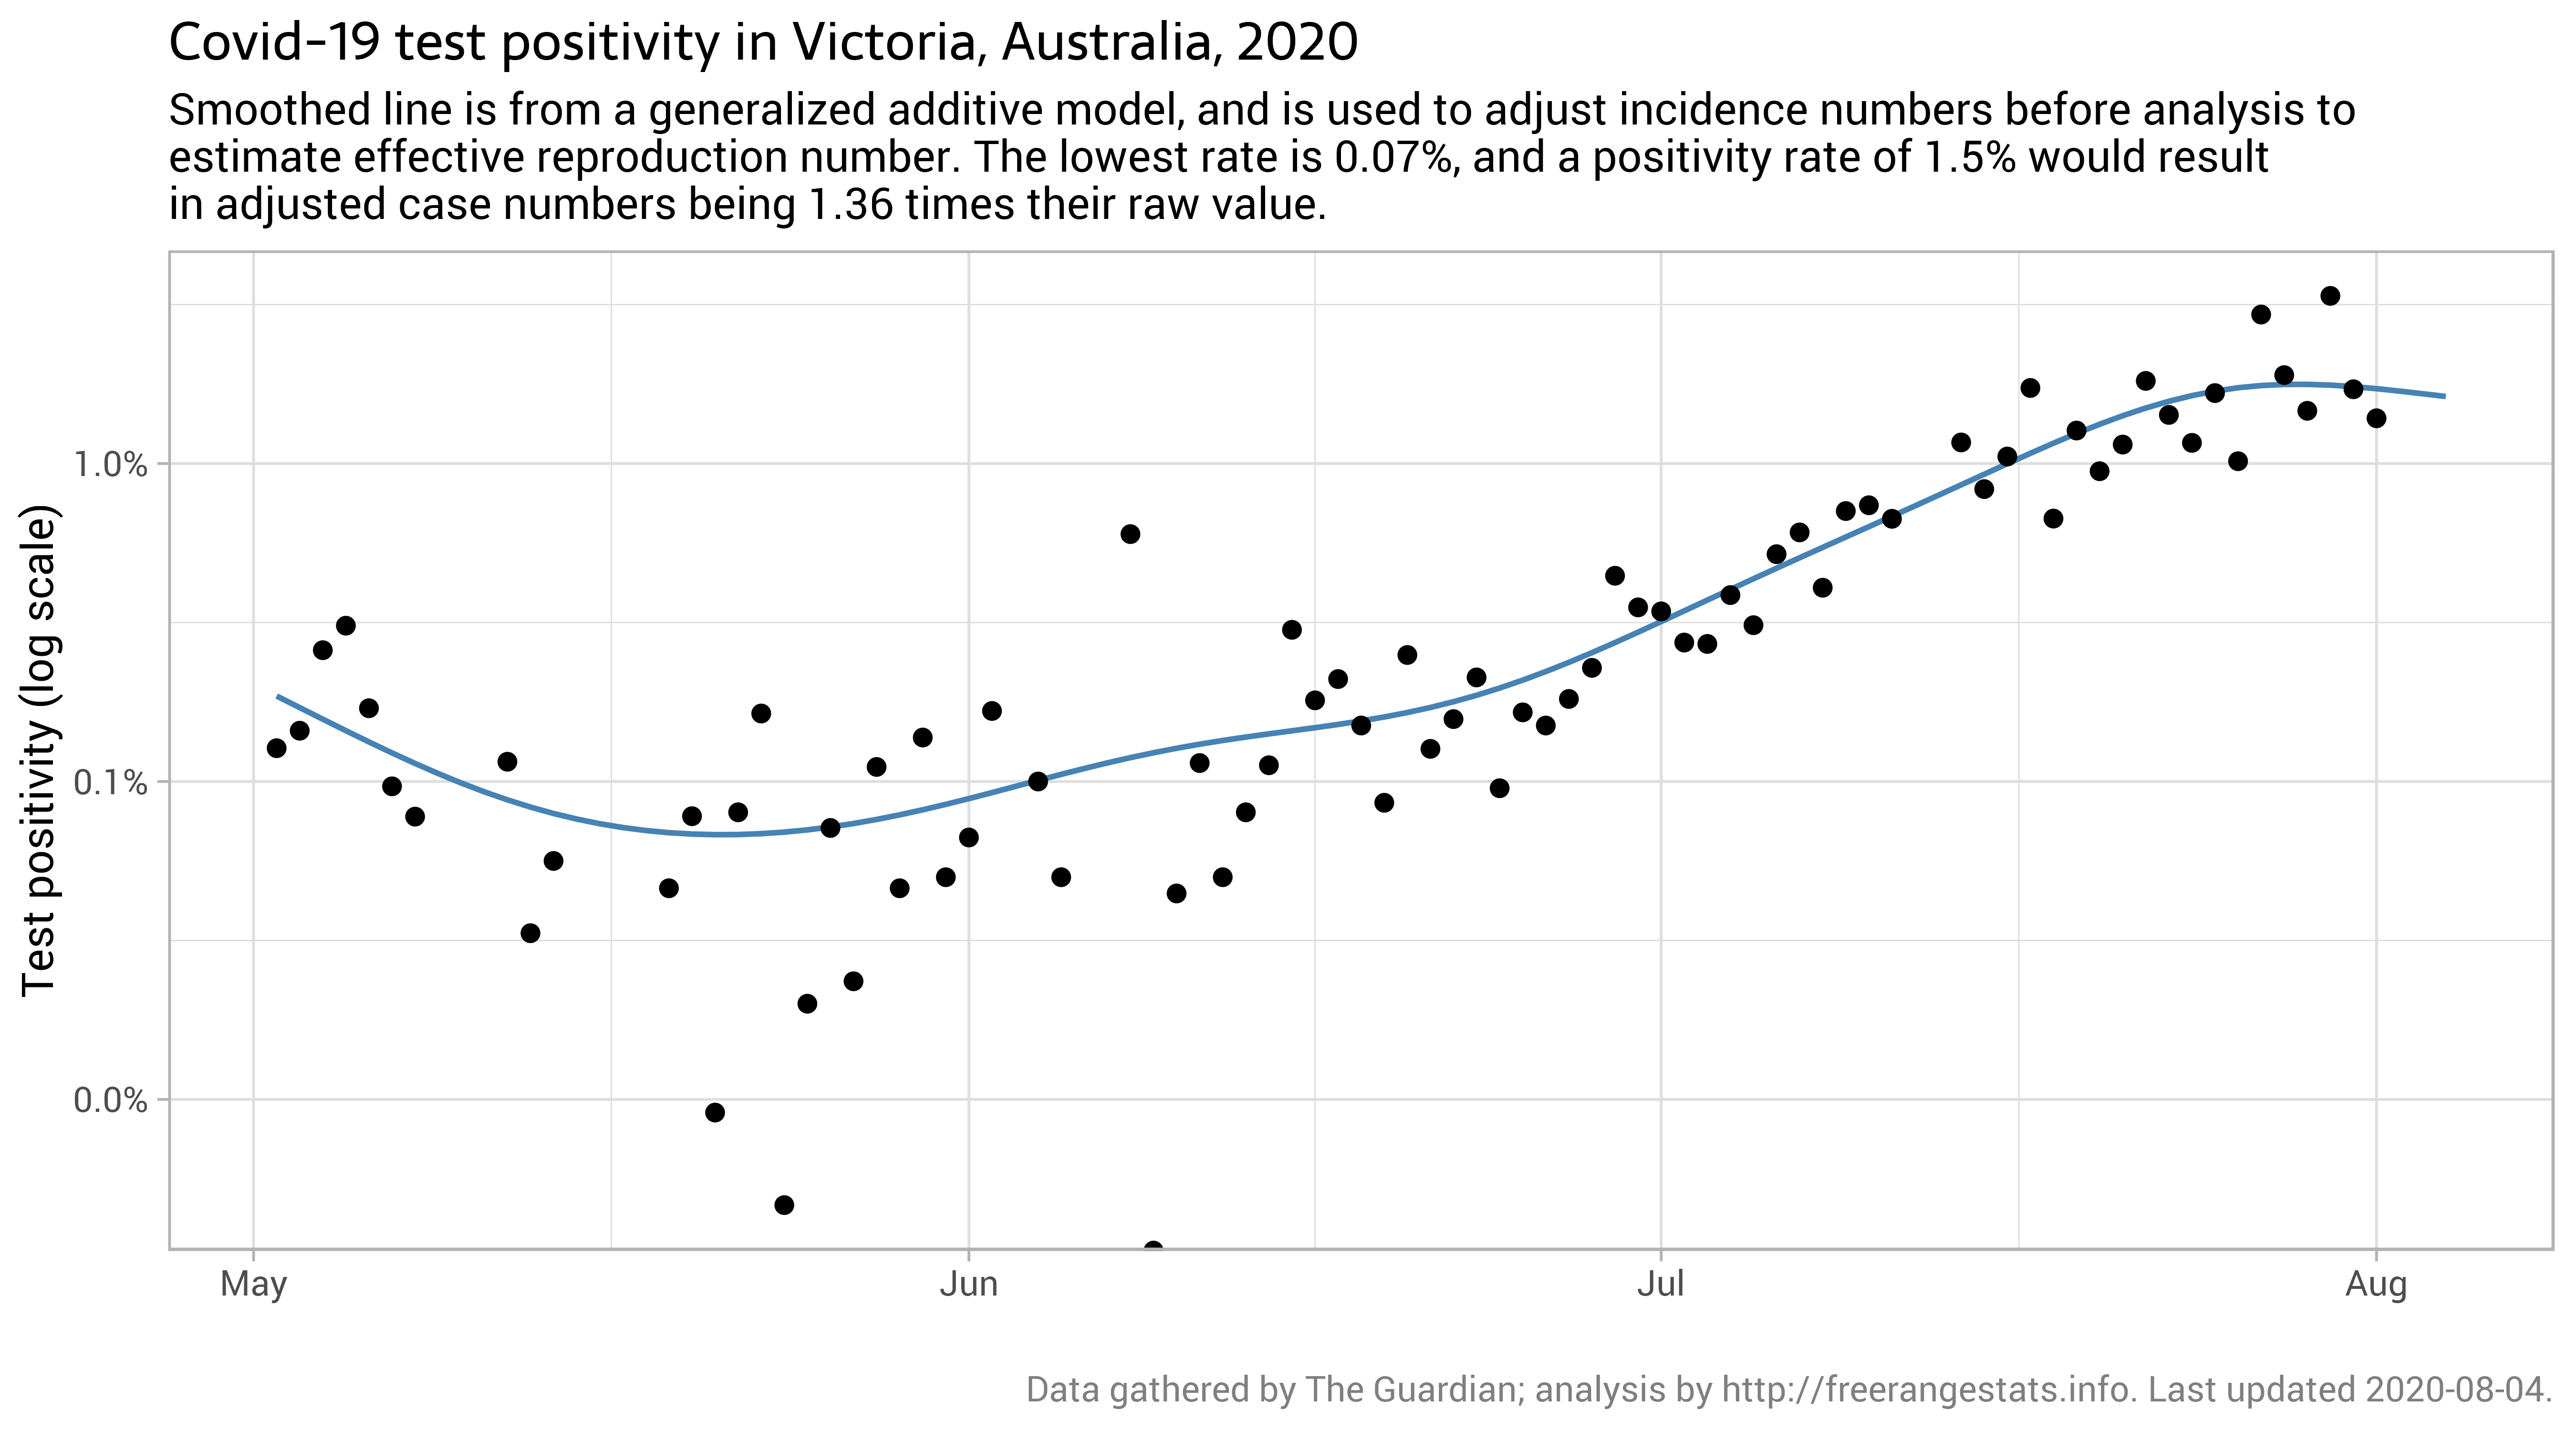 Covid-19 test positivity in Victoria, Australia, 2020
Smoothed line is from a generalized additive model, and is used to adjust incidence numbers before analysis to
estimate effective reproduction number. The lowest rate is 0.07%, and a positivity rate of 1.5% would result
in adjusted case numbers being 1.36 times their raw value.
Test positivity (log scale)
1.0%
0.1%
0.0%
May
Jun
Jul
Aug
Data gathered by The Guardian; analysis by http://freerangestats.info. Last updated 2020-08-04.